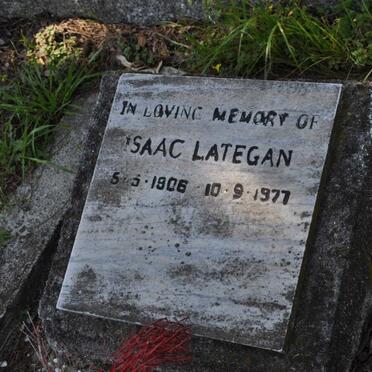 IN LOVING MEMORY OF
ISAAC LATEGAN
5·5·1906 10·9·1977